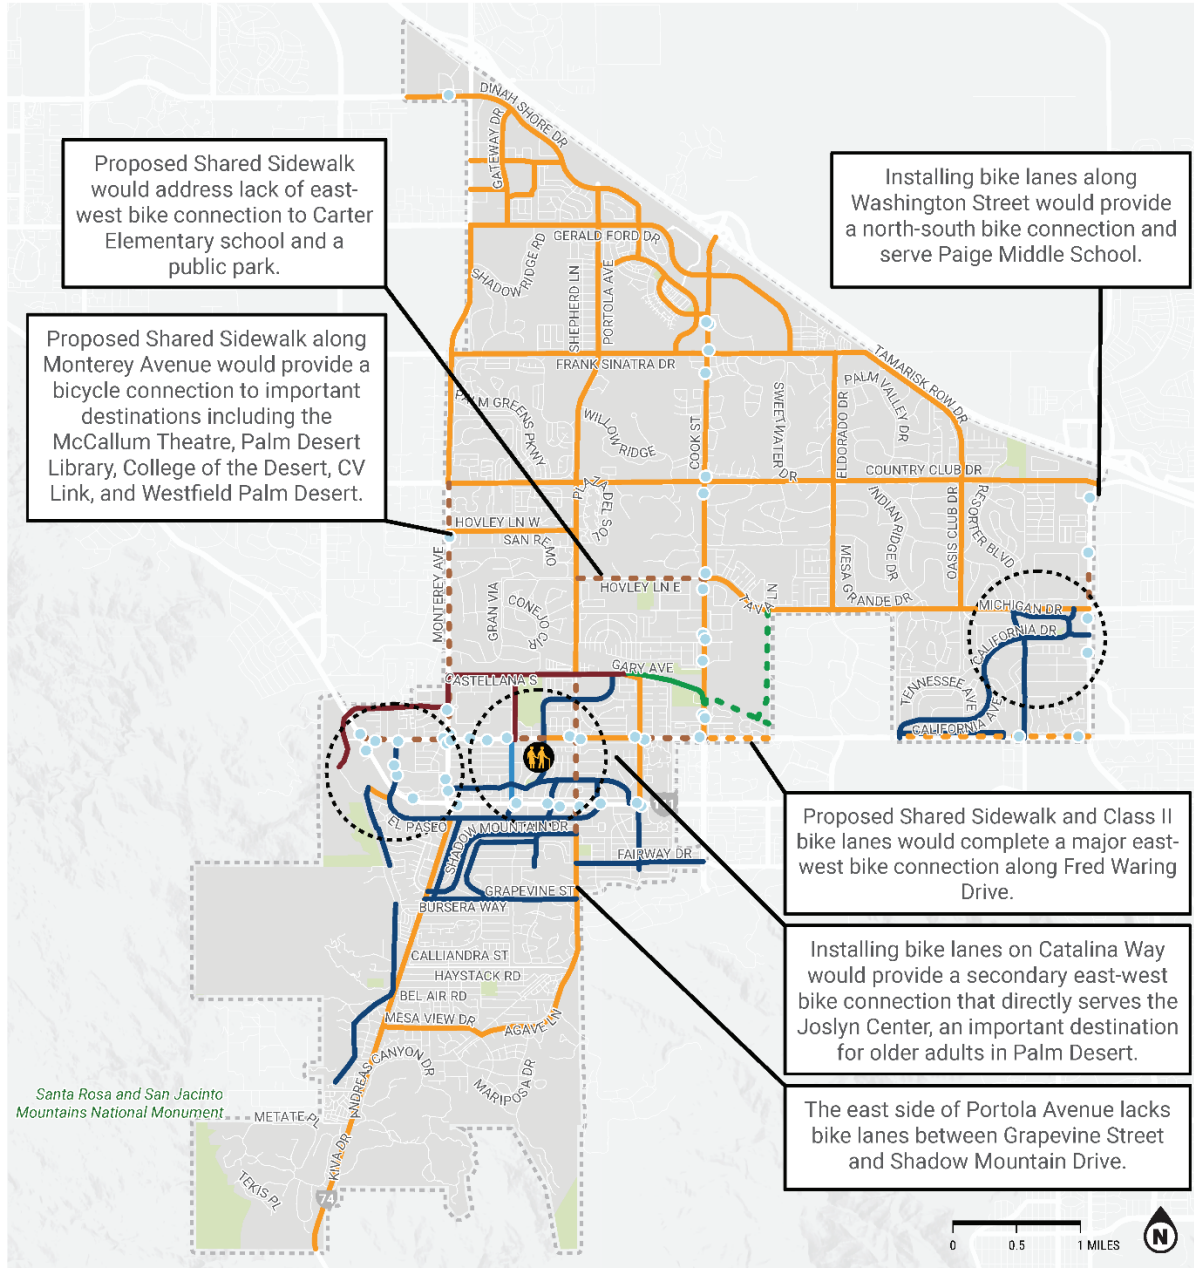 DINAH SHORE DR
GATEWAY DR
Proposed Shared Sidewalk
would address lack of east-
west bike connection to Carter
Elementary school and a
public park.
Installing bike lanes along
Washington Street would provide
a north-south bike connection and
serve Paige Middle School.
GERALD FORD DR
SHADOW RIDGE RD
SHEPHERD LN
PORTOLA AVE
Proposed Shared Sidewalk along
Monterey Avenue would provide a
bicycle connection to important
destinations including the
McCallum Theatre, Palm Desert
Library, College of the Desert, CV
Link, and Westfield Palm Desert.
FRANK SINATRA DR
TAMARISK ROW DR
PALM GREENS PKWY
WILLOW RIDGE
COOK ST
SWEETWATER DR
ELDORADO DR
PALM VALLEY DR
COUNTRY CLUB DR
PLAZA DEL SOL
HOVLEY LN W
SAN REMO
INDIAN RIDGE DR
OASIS CLUB DR
RESORTER BLVD
MONTEREY AVE
GRAN VIA
CONEJO CIR
HOVLEY LN E
TAVA
NTA
MESA GRANDE DR
MICHIGAN DR
CALIFORNIA DR
GARY AVE
CASTELLANA S
TENNESSEE AVE
CALIFORNIA AVE
EL PASEO
SHADOW MOUNTAIN DR
FAIRWAY DR
GRAPEVINE ST
BURSERA WAY
Proposed Shared Sidewalk and Class II
bike lanes would complete a major east-
west bike connection along Fred Waring
Drive.
CALLIANDRA ST
HAYSTACK RD
BEL AIR RD
MESA VIEW DR
AGAVE LN
Installing bike lanes on Catalina Way
would provide a secondary east-west
bike connection that directly serves the
Joslyn Center, an important destination
for older adults in Palm Desert.
ANDREAS CANYON DR
MARIPOSA DR
Santa Rosa and San Jacinto
Mountains National Monument
METATE PL
KIVA DR
TEKIS PL
74
The east side of Portola Avenue lacks
bike lanes between Grapevine Street
and Shadow Mountain Drive.
0 0.5 1 MILES
N